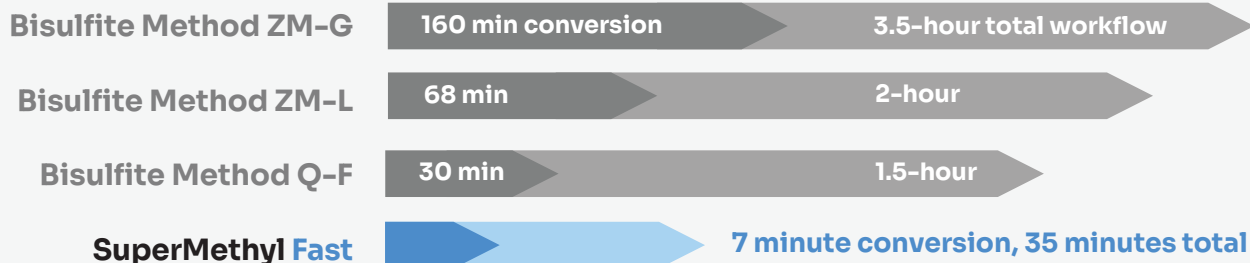 Bisulfite Method ZM-G 160 min conversion 3.5-hour total workflow
Bisulfite Method ZM-L 68 min 2-hour
Bisulfite Method Q-F 30 min 1.5-hour
SuperMethyl Fast 7 minute conversion, 35 minutes total